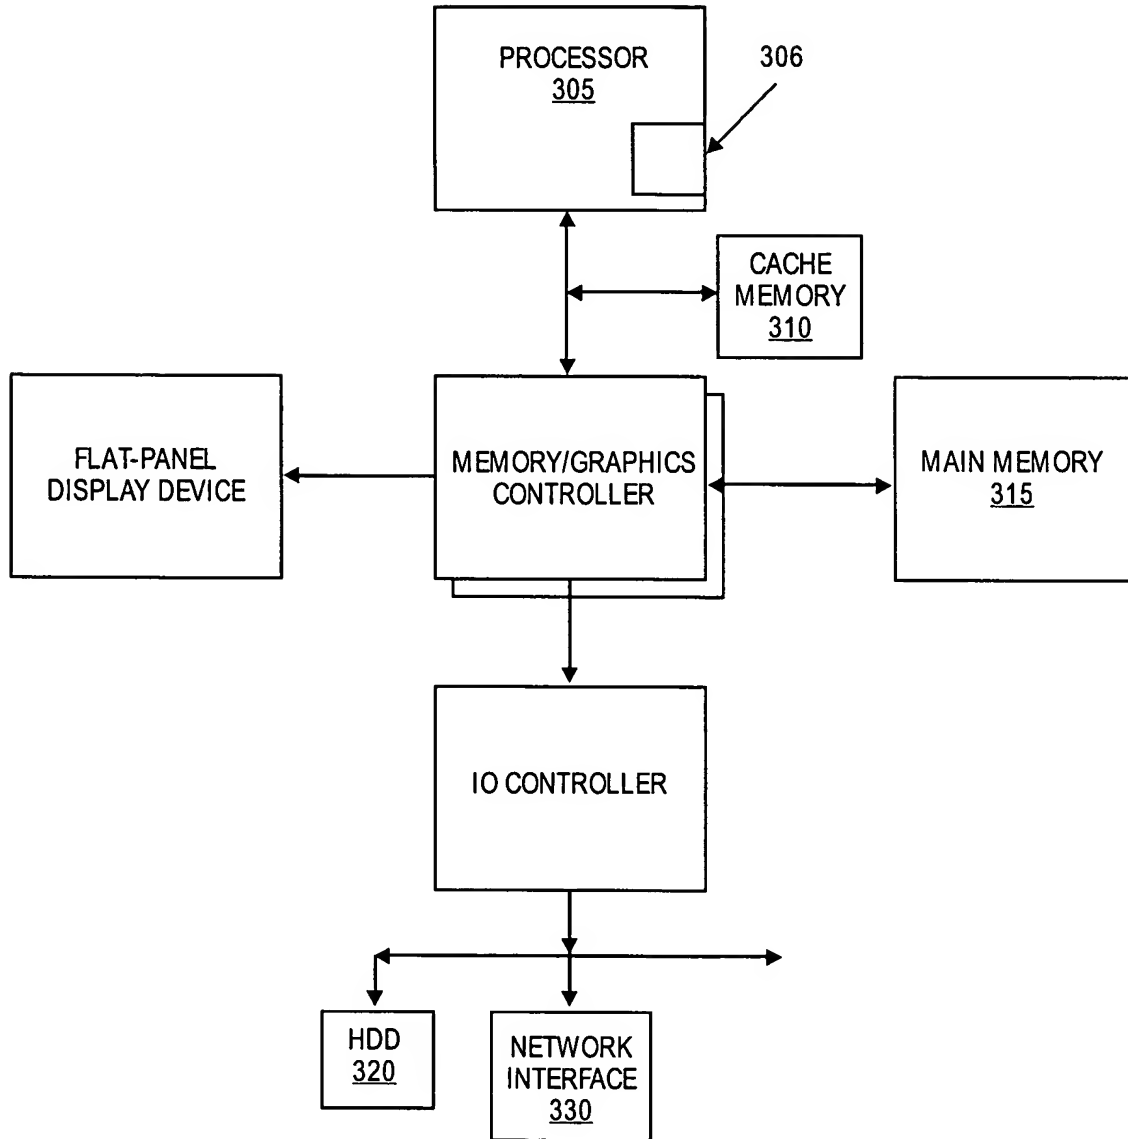 PROCESSOR
305
306
CACHE
MEMORY
310
FLAT-PANEL
DISPLAY DEVICE
MEMORY/GRAPHICS
CONTROLLER
MAIN MEMORY
315
IO CONTROLLER
HDD
320
NETWORK
INTERFACE
330